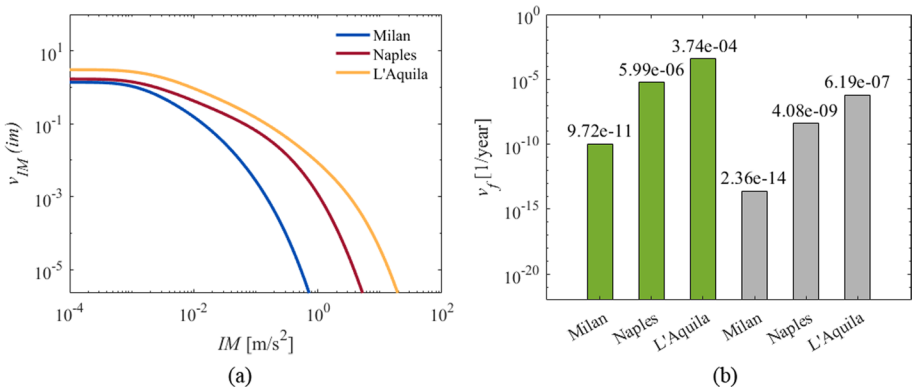 (a)
10^1
10^-1
10^-3
10^-5
v_IM (im)
10^-4
10^-2
10^0
10^2
IM [m/s^2]
Milan
Naples
L'Aquila
(b)
10^0
10^-5
10^-10
10^-15
10^-20
v_f [1/year]
9.72e-11
5.99e-06
3.74e-04
2.36e-14
4.08e-09
6.19e-07
Milan
Naples
L'Aquila
Milan
Naples
L'Aquila
(a)
(b)